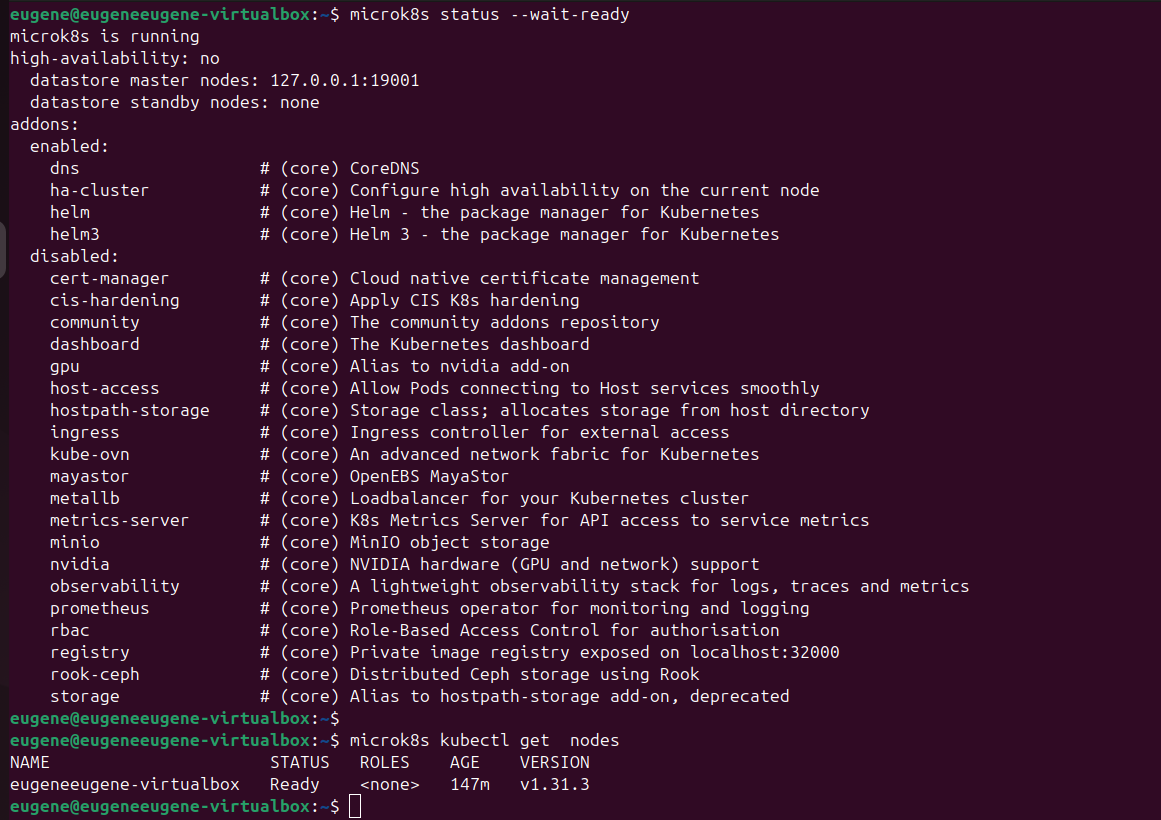 eugene@eugeneeugene-virtualbox:~$ microk8s status --wait-ready
microk8s is running
high-availability: no
  datastore master nodes: 127.0.0.1:19001
  datastore standby nodes: none
addons:
  enabled:
    dns                  # (core) CoreDNS
    ha-cluster           # (core) Configure high availability on the current node
    helm                 # (core) Helm - the package manager for Kubernetes
    helm3                # (core) Helm 3 - the package manager for Kubernetes
  disabled:
    cert-manager         # (core) Cloud native certificate management
    cis-hardening        # (core) Apply CIS K8s hardening
    community            # (core) The community addons repository
    dashboard            # (core) The Kubernetes dashboard
    gpu                  # (core) Alias to nvidia add-on
    host-access          # (core) Allow Pods connecting to Host services smoothly
    hostpath-storage     # (core) Storage class; allocates storage from host directory
    ingress              # (core) Ingress controller for external access
    kube-ovn             # (core) An advanced network fabric for Kubernetes
    mayastor             # (core) OpenEBS MayaStor
    metallb              # (core) Loadbalancer for your Kubernetes cluster
    metrics-server       # (core) K8s Metrics Server for API access to service metrics
    minio                # (core) MinIO object storage
    nvidia               # (core) NVIDIA hardware (GPU and network) support
    observability        # (core) A lightweight observability stack for logs, traces and metrics
    prometheus           # (core) Prometheus operator for monitoring and logging
    rbac                 # (core) Role-Based Access Control for authorisation
    registry             # (core) Private image registry exposed on localhost:32000
    rook-ceph            # (core) Distributed Ceph storage using Rook
    storage              # (core) Alias to hostpath-storage add-on, deprecated
eugene@eugeneeugene-virtualbox:~$
eugene@eugeneeugene-virtualbox:~$ microk8s kubectl get  nodes
NAME                      STATUS   ROLES    AGE    VERSION
eugeneeugene-virtualbox   Ready    <none>   147m   v1.31.3
eugene@eugeneeugene-virtualbox:~$